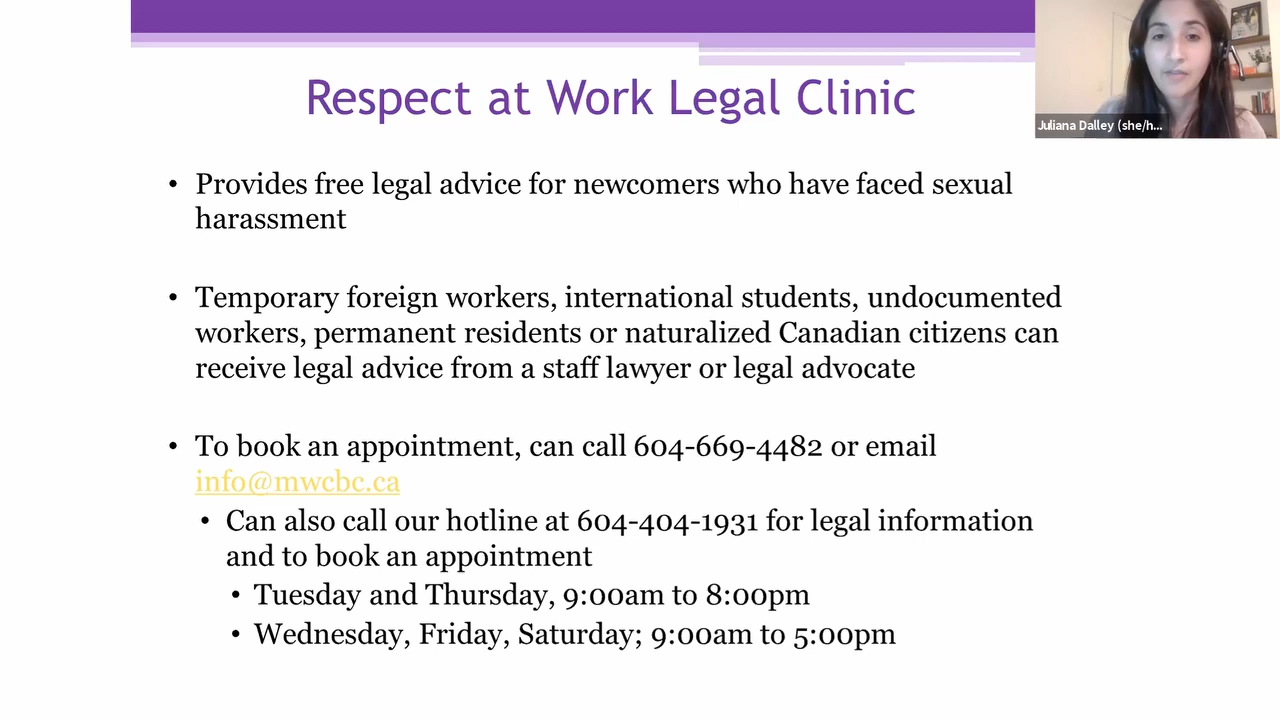 Respect at Work Legal Clinic
Juliana Dalley (she/h...
• Provides free legal advice for newcomers who have faced sexual
harassment
• Temporary foreign workers, international students, undocumented
workers, permanent residents or naturalized Canadian citizens can
receive legal advice from a staff lawyer or legal advocate
• To book an appointment, can call 604-669-4482 or email
info@mwcbc.ca
• Can also call our hotline at 604-404-1931 for legal information
and to book an appointment
• Tuesday and Thursday, 9:00am to 8:00pm
• Wednesday, Friday, Saturday; 9:00am to 5:00pm